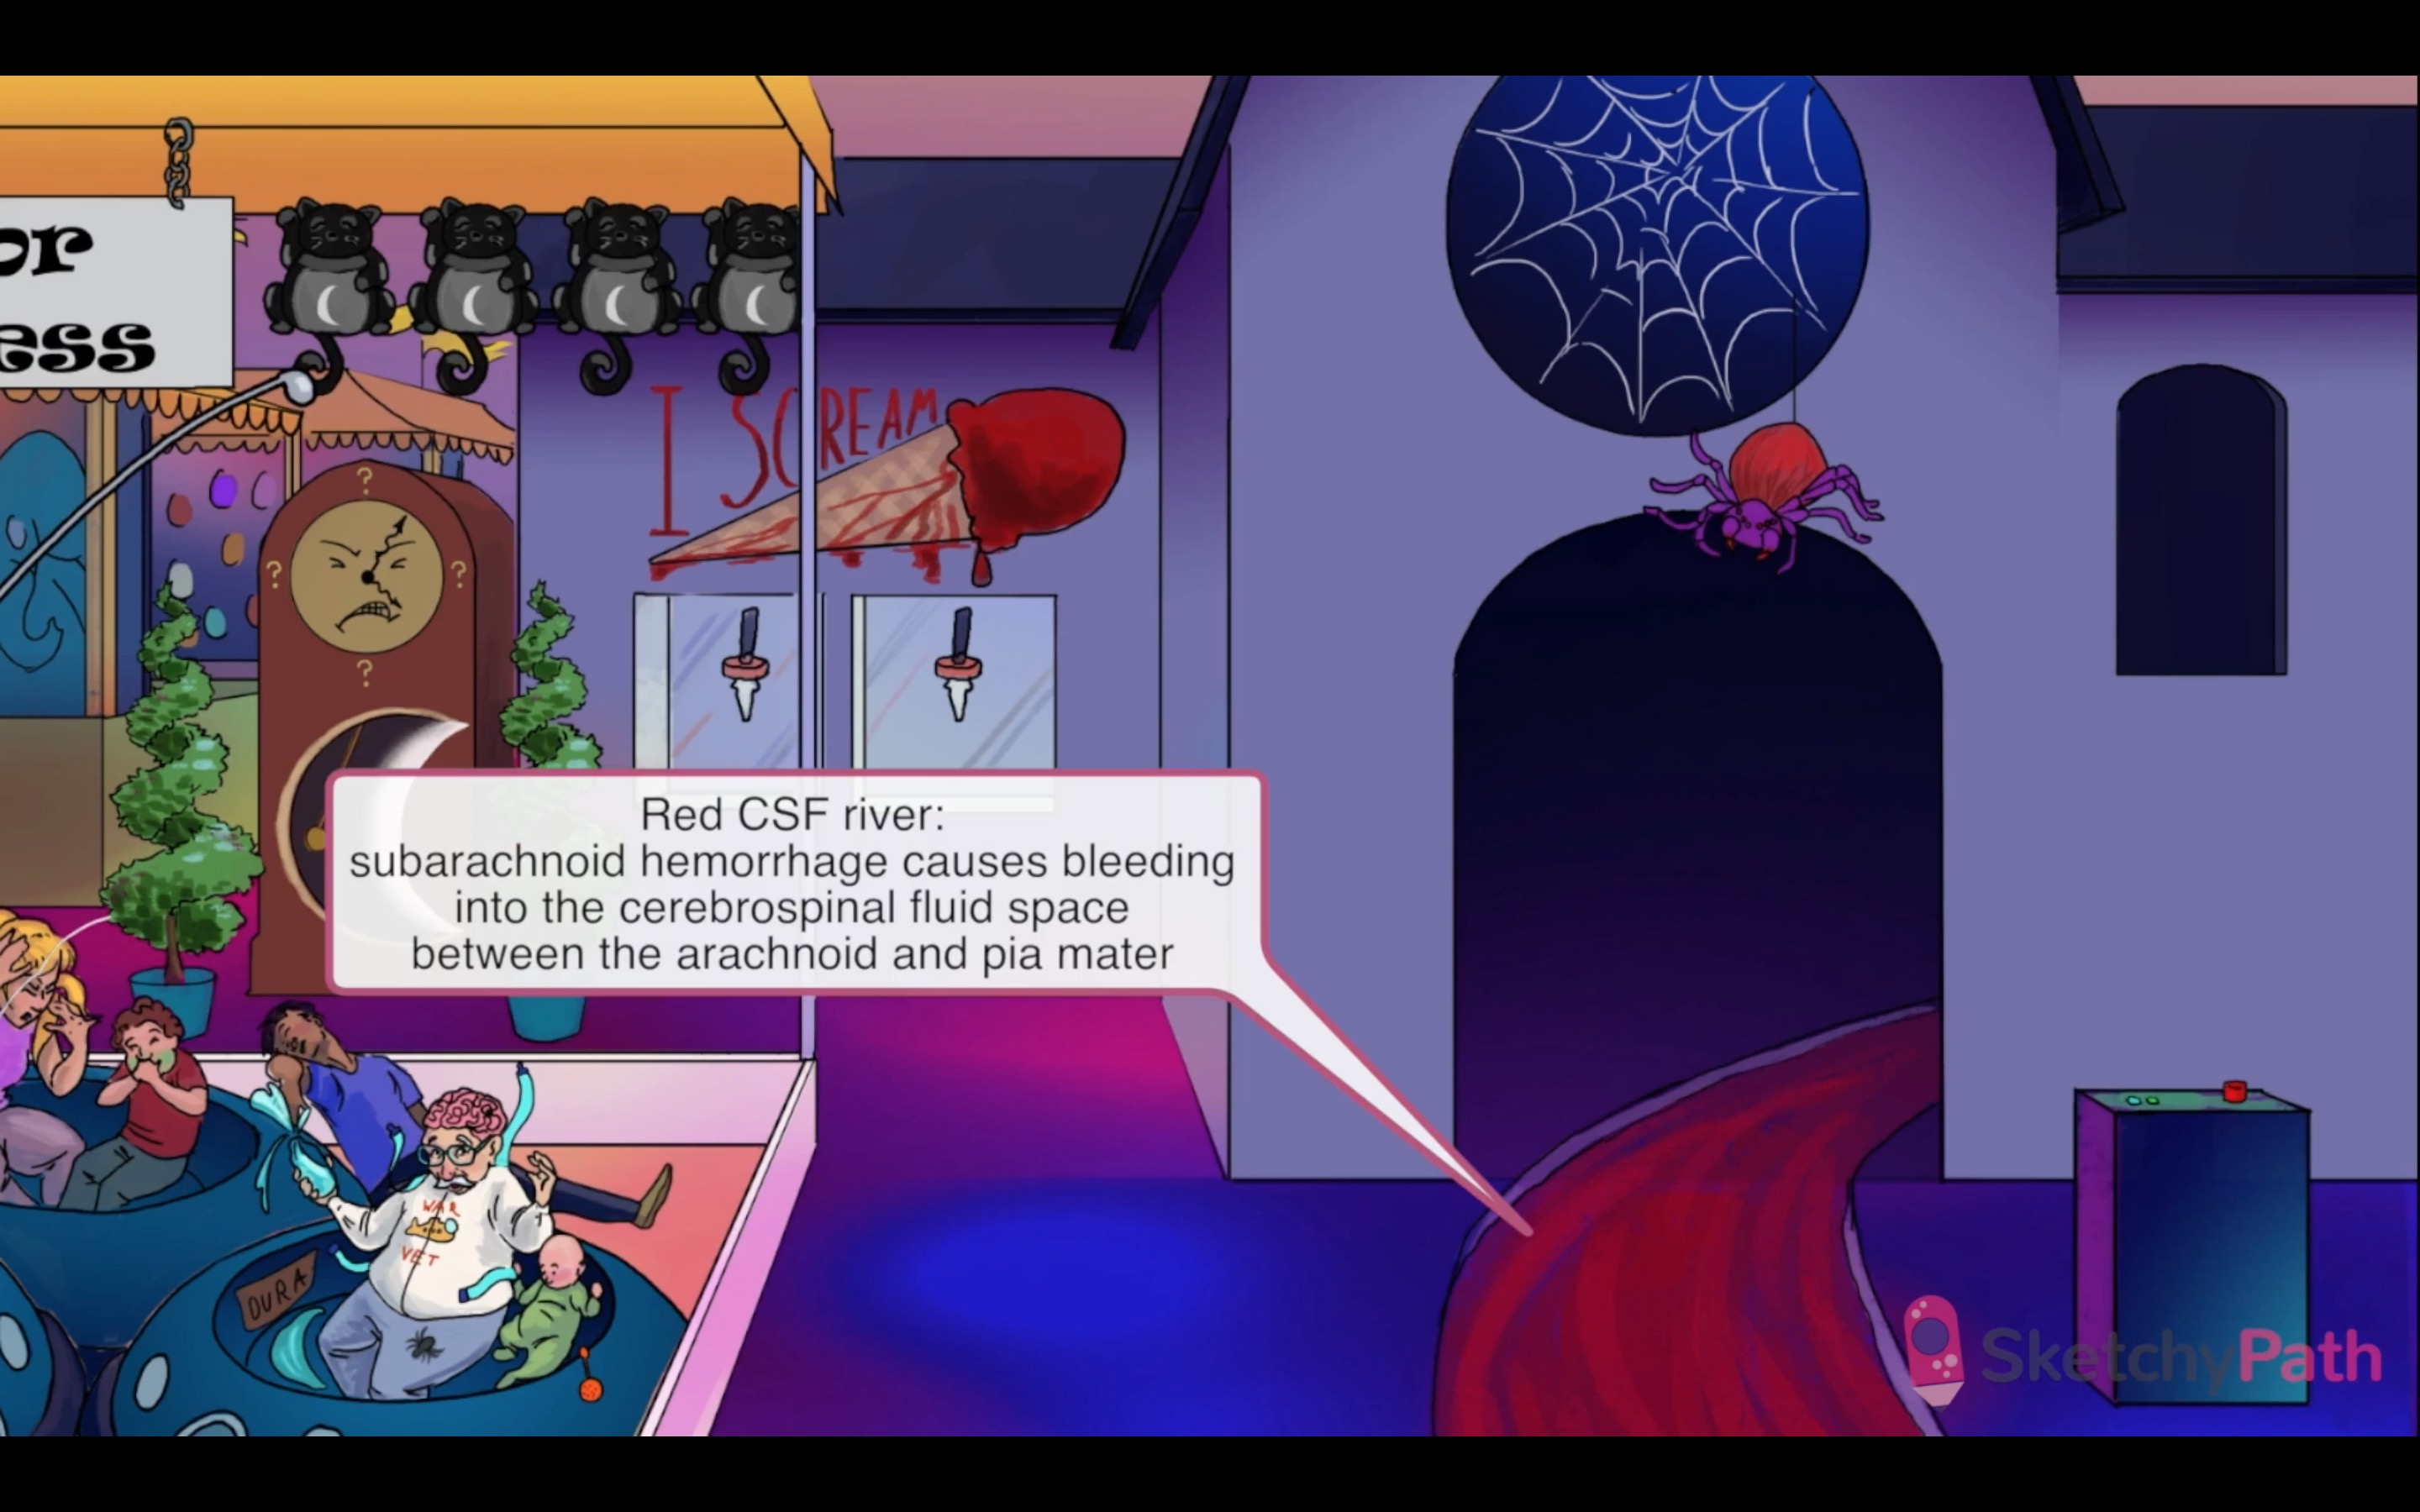 or
ess
I SCREAM
?
? ?
?
Red CSF river:
subarachnoid hemorrhage causes bleeding
into the cerebrospinal fluid space
between the arachnoid and pia mater
WAR
VET
DURA
SketchyPath